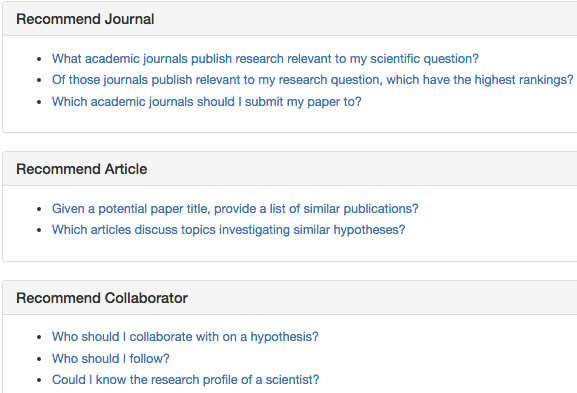 Recommend Journal
What academic journals publish research relevant to my scientific question?
Of those journals publish relevant to my research question, which have the highest rankings?
Which academic journals should I submit my paper to?
Recommend Article
Given a potential paper title, provide a list of similar publications?
Which articles discuss topics investigating similar hypotheses?
Recommend Collaborator
Who should I collaborate with on a hypothesis?
Who should I follow?
Could I know the research profile of a scientist?